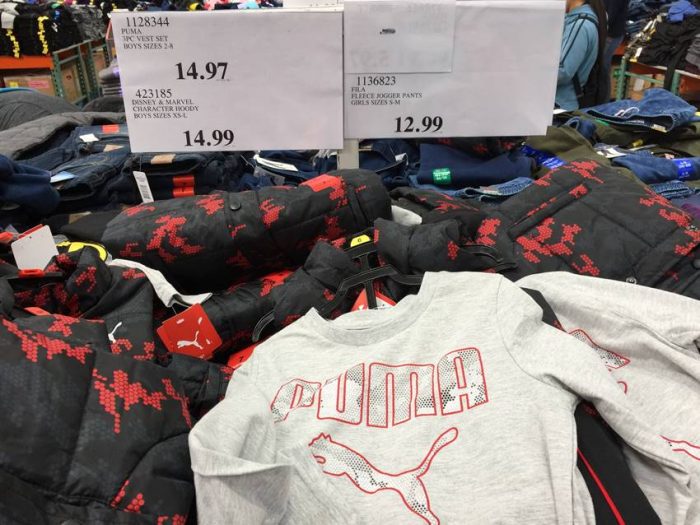 1128344
PUMA
3PC VEST SET
BOYS SIZES 2-8
14.97
423185
DISNEY & MARVEL
CHARACTER HOODY
BOYS SIZES XS-L
14.99
1136823
FILA
FLEECE JOGGER PANTS
GIRLS SIZES S-M
12.99
6
PUMA